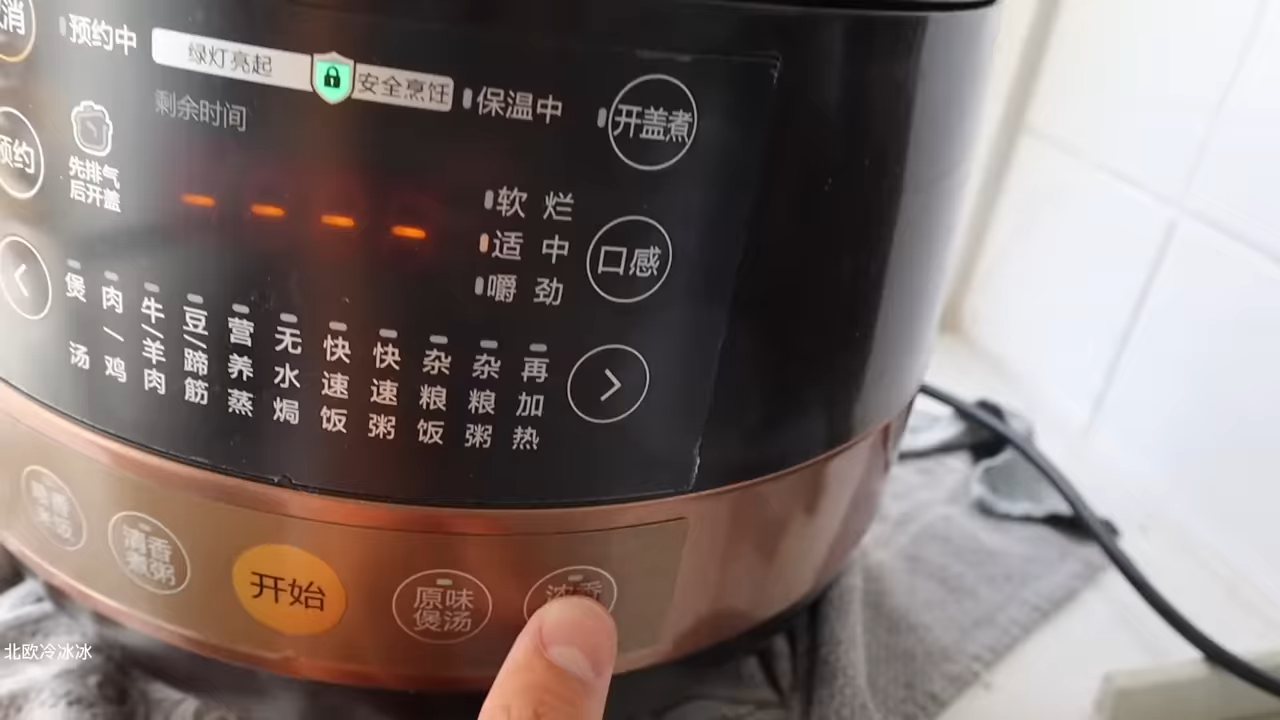 预约中
绿灯亮起
安全烹饪
保温中
开盖煮
剩余时间
预约
先排气
后开盖
软烂
适中
嚼劲
口感
煲汤
肉/鸡
牛/羊肉
豆/蹄筋
营养蒸
无水焗
快速饭
快速粥
杂粮饭
杂粮粥
再加热
清香
煮粥
开始
原味
煲汤
浓香
北欧冷冰冰